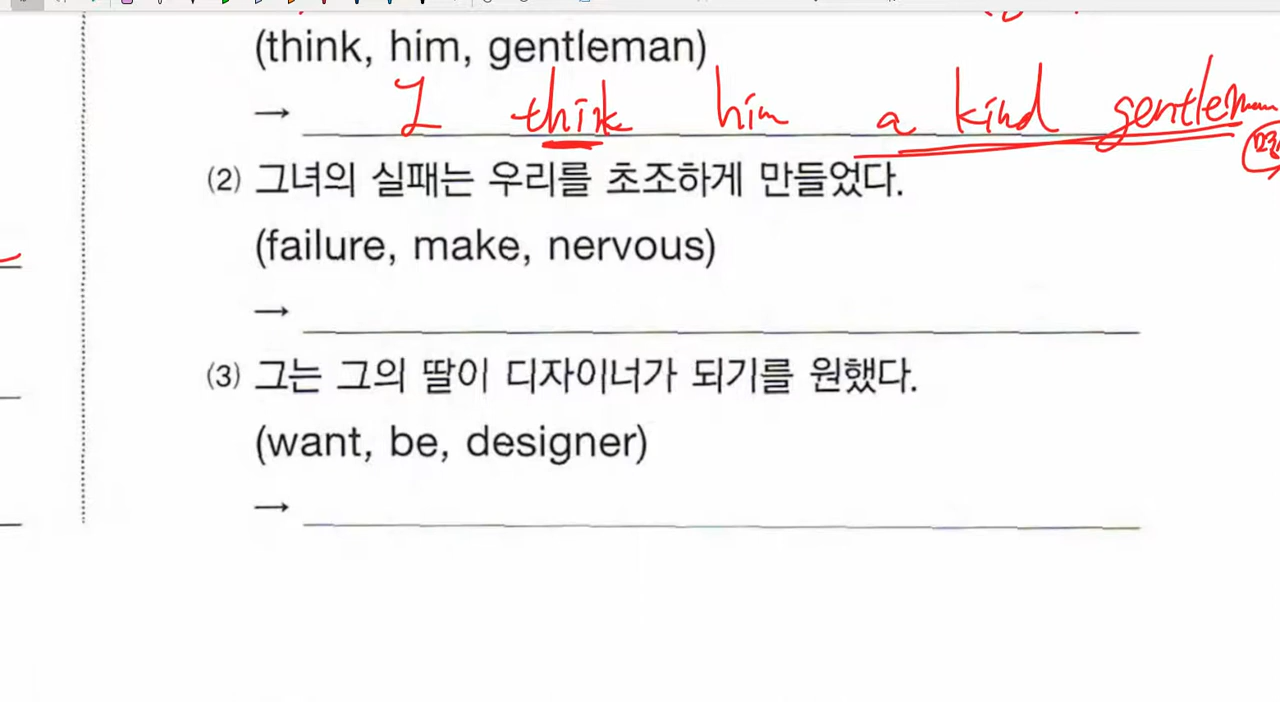 (think, him, gentleman)
→ I think him a kind gentleman
(2) 그녀의 실패는 우리를 초조하게 만들었다.
(failure, make, nervous)
→
(3) 그는 그의 딸이 디자이너가 되기를 원했다.
(want, be, designer)
→